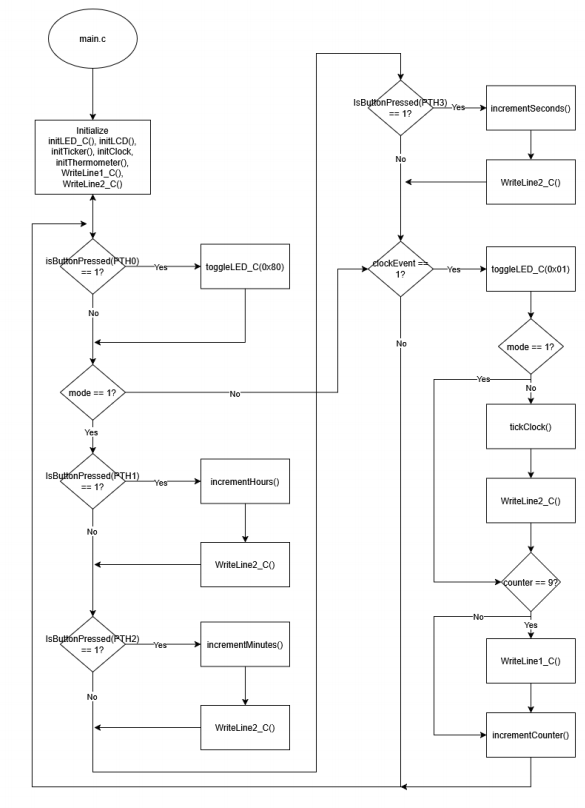 main.c
Initialize
initLED_C(), initLCD(),
initTicker(), initClock,
initThermometer(),
WriteLine1_C(),
WriteLine2_C()
isButtonPressed(PTH0)
== 1?
Yes
toggleLED_C(0x80)
No
mode == 1?
No
Yes
IsButtonPressed(PTH1)
== 1?
Yes
incrementHours()
No
WriteLine2_C()
IsButtonPressed(PTH2)
== 1?
Yes
incrementMinutes()
No
WriteLine2_C()
IsButtonPressed(PTH3)
== 1?
Yes
incrementSeconds()
No
WriteLine2_C()
clockEvent ==
1?
Yes
toggleLED_C(0x01)
No
mode == 1?
Yes
No
tickClock()
WriteLine2_C()
counter == 9?
No
Yes
WriteLine1_C()
incrementCounter()